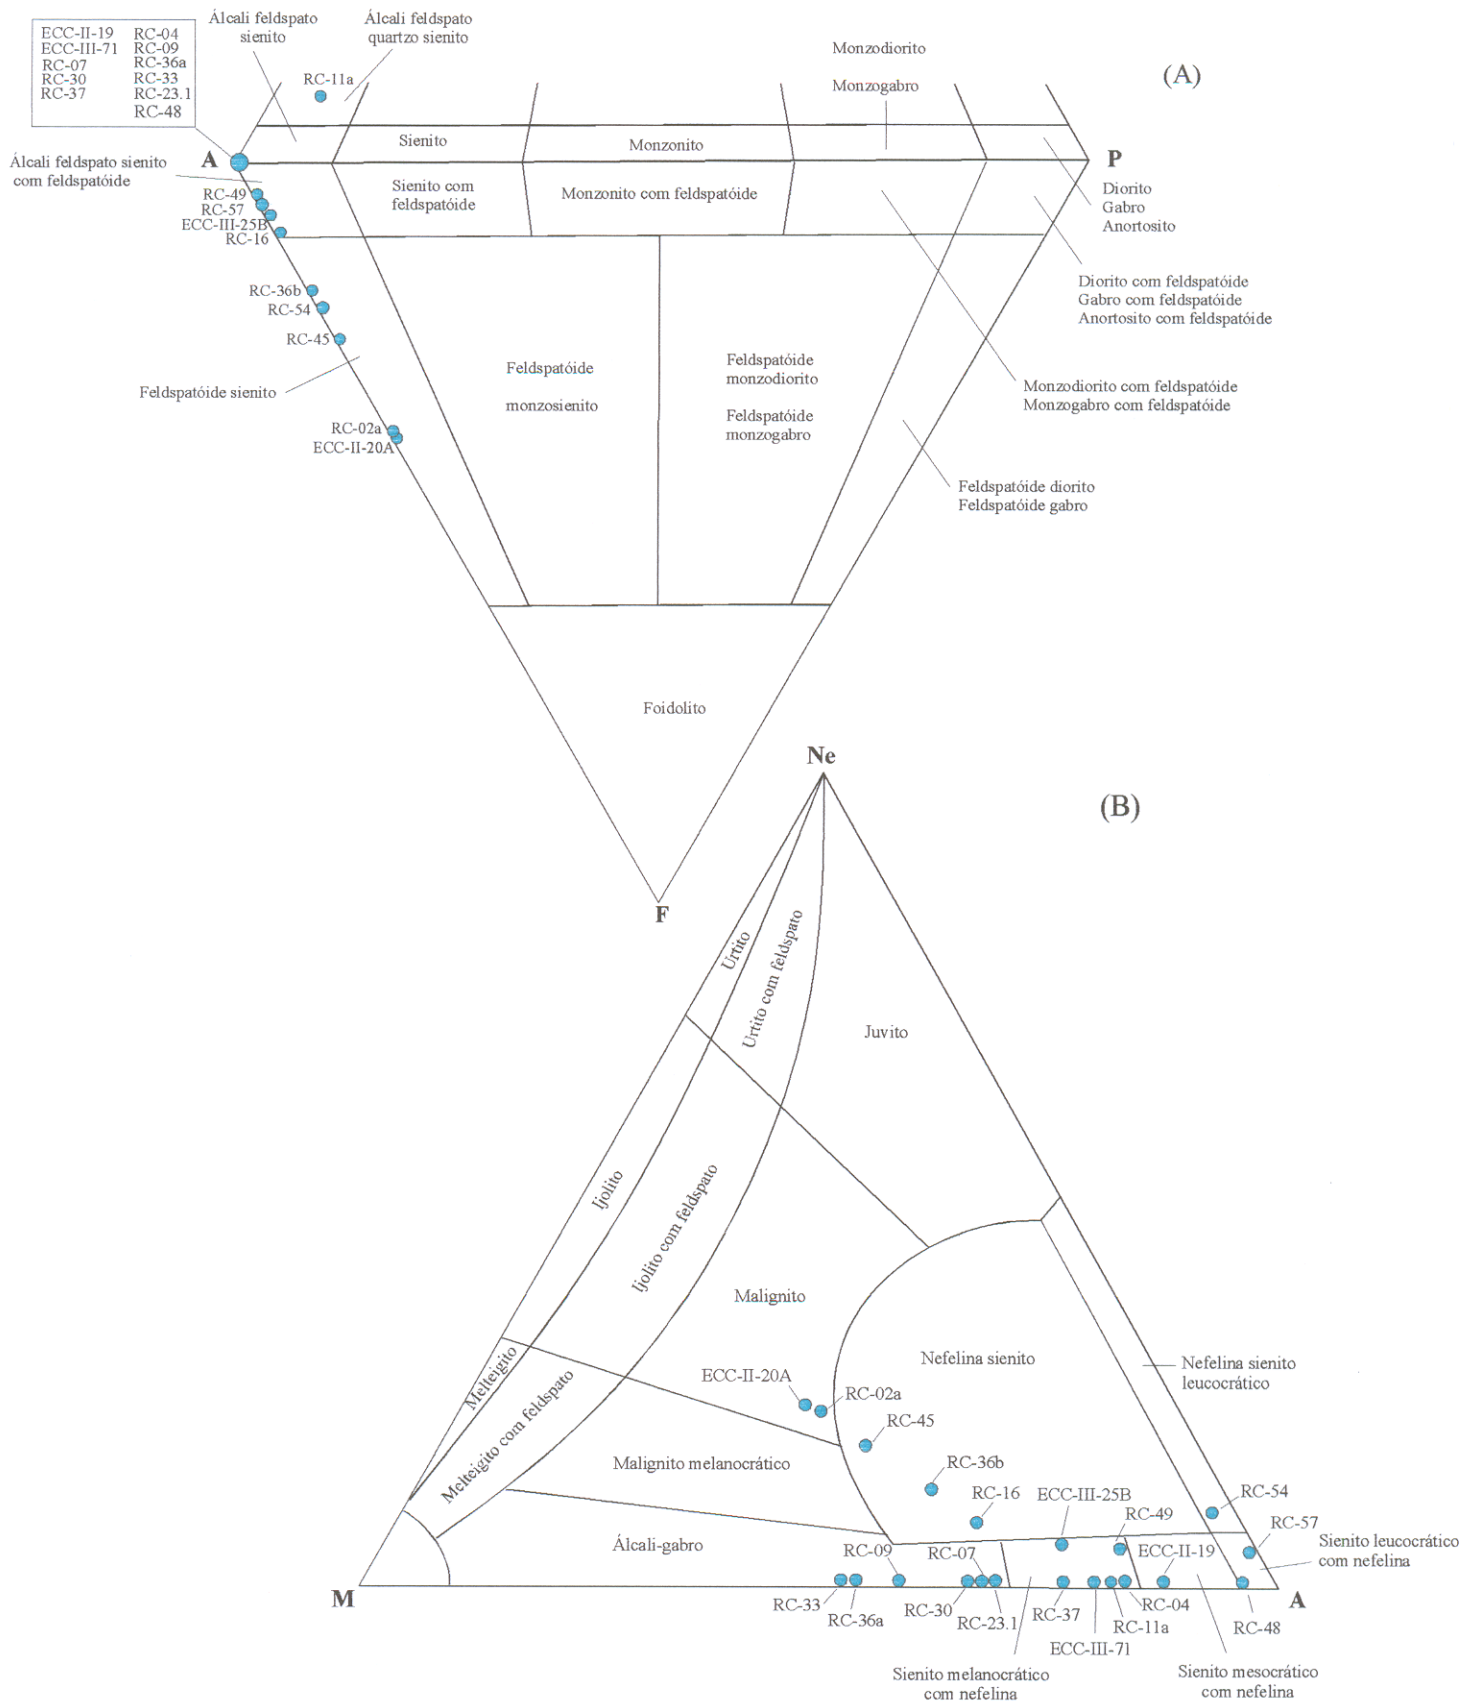 ECC-II-19 RC-04
ECC-III-71 RC-09
RC-07 RC-36a
RC-30 RC-33
RC-37 RC-23.1
RC-48
Álcali feldspato
sienito
Álcali feldspato
quartzo sienito
RC-11a
Monzodiorito
Monzogabro
(A)
Sienito
Monzonito
A
P
Álcali feldspato sienito
com feldspatóide
Sienito com
feldspatóide
Monzonito com feldspatóide
Diorito
Gabro
Anortosito
RC-49
RC-57
ECC-III-25B
RC-16
Diorito com feldspatóide
Gabro com feldspatóide
Anortosito com feldspatóide
RC-36b
RC-54
RC-45
Feldspatóide sienito
Feldspatóide
monzosienito
Feldspatóide
monzodiorito
Feldspatóide
monzogabro
Monzodiorito com feldspatóide
Monzogabro com feldspatóide
RC-02a
ECC-II-20A
Feldspatóide diorito
Feldspatóide gabro
Foidolito
F
Ne
(B)
Urtito
Urtito com feldspato
Juvito
Ijolito
Ijolito com feldspato
Malignito
Melteigito
Melteigito com feldspato
Nefelina sienito
Nefelina sienito
leucocrático
ECC-II-20A
RC-02a
RC-45
Malignito melanocrático
RC-36b
RC-16
ECC-III-25B
RC-49
RC-54
RC-57
Álcali-gabro
RC-09
RC-07
ECC-II-19
Sienito leucocrático
com nefelina
M
A
RC-33
RC-36a
RC-30
RC-23.1
RC-37
ECC-III-71
RC-11a
RC-04
RC-48
Sienito melanocrático
com nefelina
Sienito mesocrático
com nefelina